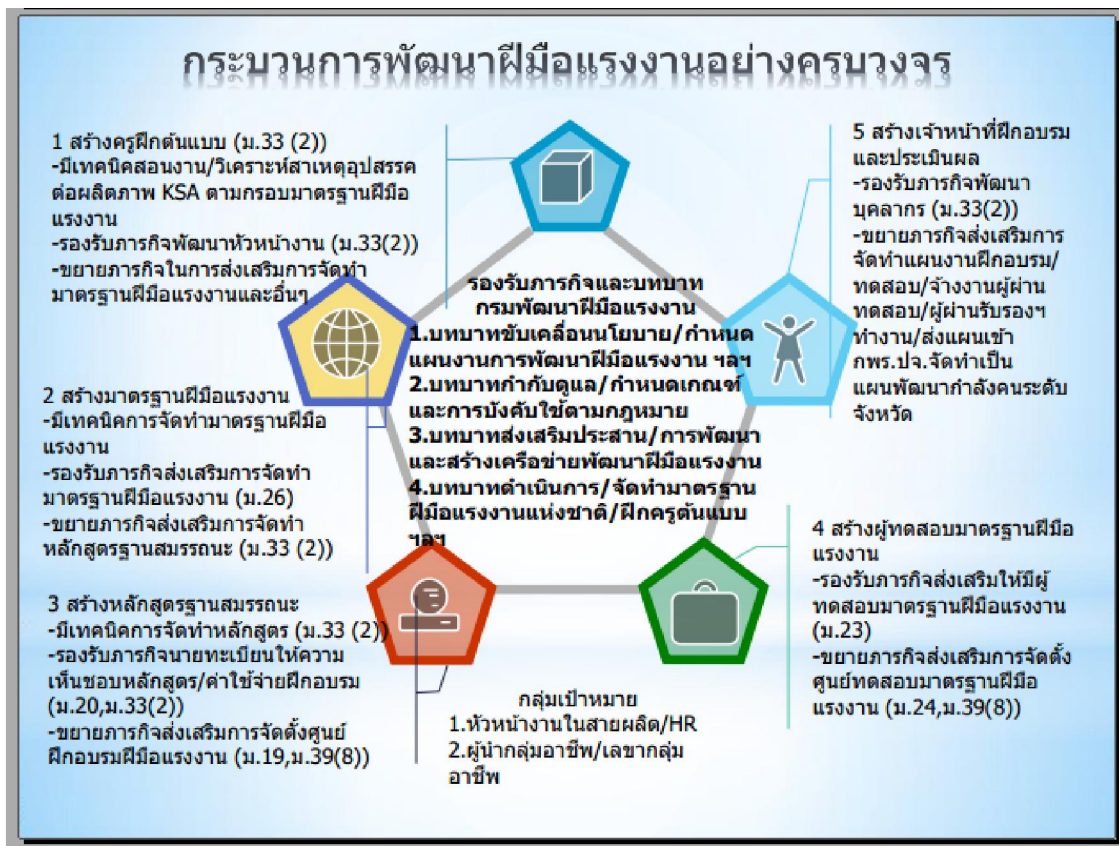 กระบวนการพัฒนาฝีมือแรงงานอย่างครบวงจร
1 สร้างครูฝึกต้นแบบ (ม.33 (2))
-มีเทคนิคสอนงาน/วิเคราะห์สาเหตุอุปสรรค
ต่อผลิตภาพ KSA ตามกรอบมาตรฐานฝีมือ
แรงงาน
-รองรับภารกิจพัฒนาหัวหน้างาน (ม.33(2))
-ขยายภารกิจในการส่งเสริมการจัดทำ
มาตรฐานฝีมือแรงงานและอื่นๆ
2 สร้างมาตรฐานฝีมือแรงงาน
-มีเทคนิคการจัดทำมาตรฐานฝีมือ
แรงงาน
-รองรับภารกิจส่งเสริมการจัดทำ
มาตรฐานฝีมือแรงงาน (ม.26)
-ขยายภารกิจส่งเสริมการจัดทำ
หลักสูตรฐานสมรรถนะ (ม.33 (2))
3 สร้างหลักสูตรฐานสมรรถนะ
-มีเทคนิคการจัดทำหลักสูตร (ม.33 (2))
-รองรับภารกิจนายทะเบียนให้ความ
เห็นชอบหลักสูตร/ค่าใช้จ่ายฝึกอบรม
(ม.20,ม.33(2))
-ขยายภารกิจส่งเสริมการจัดตั้งศูนย์
ฝึกอบรมฝีมือแรงงาน (ม.19,ม.39(8))
รองรับภารกิจและบทบาท
กรมพัฒนาฝีมือแรงงาน
1.บทบาทขับเคลื่อนนโยบาย/กำหนด
แผนงานการพัฒนาฝีมือแรงงาน ฯลฯ
2.บทบาทกำกับดูแล/กำหนดเกณฑ์
และการบังคับใช้ตามกฎหมาย
3.บทบาทส่งเสริมประสาน/การพัฒนา
และสร้างเครือข่ายพัฒนาฝีมือแรงงาน
4.บทบาทดำเนินการ/จัดทำมาตรฐาน
ฝีมือแรงงานแห่งชาติ/ฝึกครูต้นแบบ
ฯลฯ
กลุ่มเป้าหมาย
1.หัวหน้างานในสายผลิต/HR
2.ผู้นำกลุ่มอาชีพ/เลขากลุ่ม
อาชีพ
4 สร้างผู้ทดสอบมาตรฐานฝีมือ
แรงงาน
-รองรับภารกิจส่งเสริมให้มีผู้
ทดสอบมาตรฐานฝีมือแรงงาน
(ม.23)
-ขยายภารกิจส่งเสริมการจัดตั้ง
ศูนย์ทดสอบมาตรฐานฝีมือ
แรงงาน (ม.24,ม.39(8))
5 สร้างเจ้าหน้าที่ฝึกอบรม
และประเมินผล
-รองรับภารกิจพัฒนา
บุคลากร (ม.33(2))
-ขยายภารกิจส่งเสริมการ
จัดทำแผนงานฝึกอบรม/
ทดสอบ/จ้างงานผู้ผ่าน
ทดสอบ/ผู้ผ่านรับรองฯ
ทำงาน/ส่งแผนเข้า
กพร.ปจ.จัดทำเป็น
แผนพัฒนากำลังคนระดับ
จังหวัด